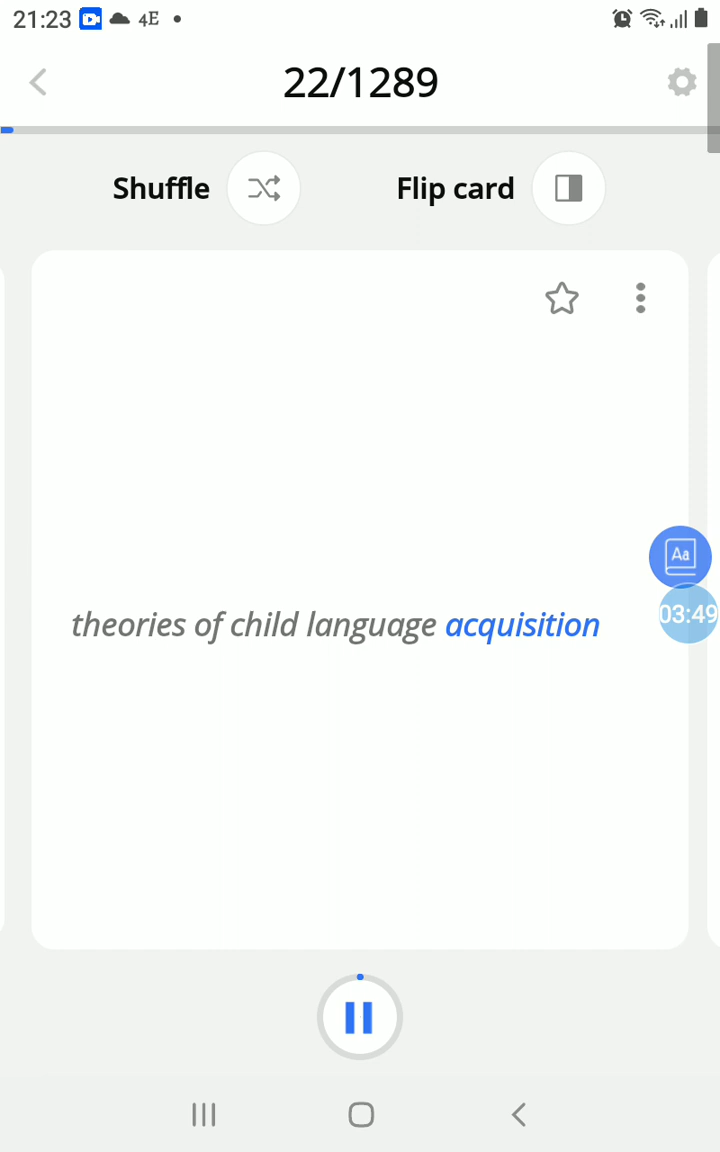 21:23 4E
22/1289
Shuffle Flip card
Aa
theories of child language acquisition
03:49